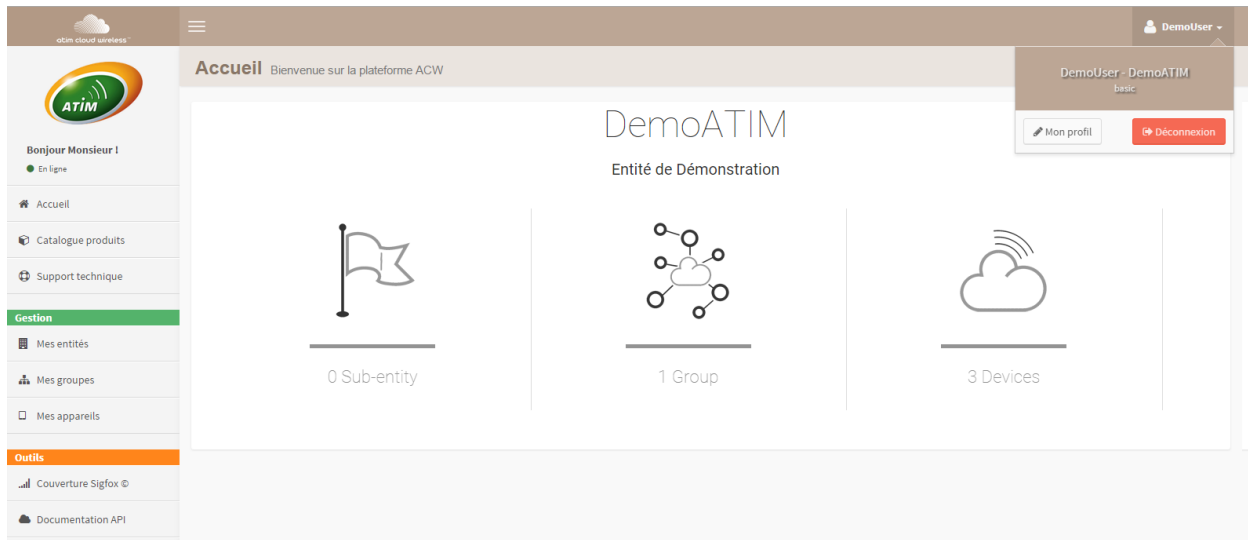 atim cloud wireless™
DemoUser
Accueil Bienvenue sur la plateforme ACW
DemoUser - DemoATIM
basic
Mon profil
Déconnexion
ATIM
Bonjour Monsieur !
En ligne
Accueil
Catalogue produits
Support technique
Gestion
Mes entités
Mes groupes
Mes appareils
Outils
Couverture Sigfox ©
Documentation API
DemoATIM
Entité de Démonstration
0 Sub-entity
1 Group
3 Devices